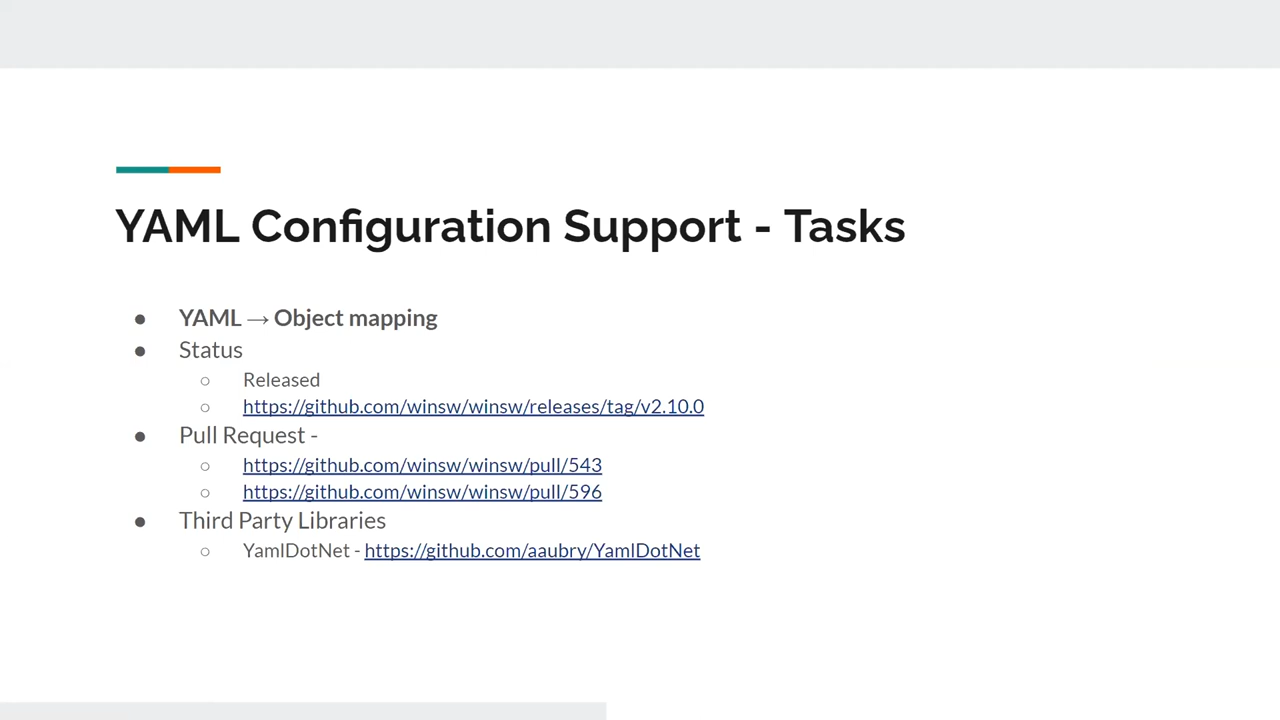 YAML Configuration Support - Tasks
● YAML → Object mapping
● Status
○ Released
○ https://github.com/winsw/winsw/releases/tag/v2.10.0
● Pull Request -
○ https://github.com/winsw/winsw/pull/543
○ https://github.com/winsw/winsw/pull/596
● Third Party Libraries
○ YamlDotNet - https://github.com/aaubry/YamlDotNet